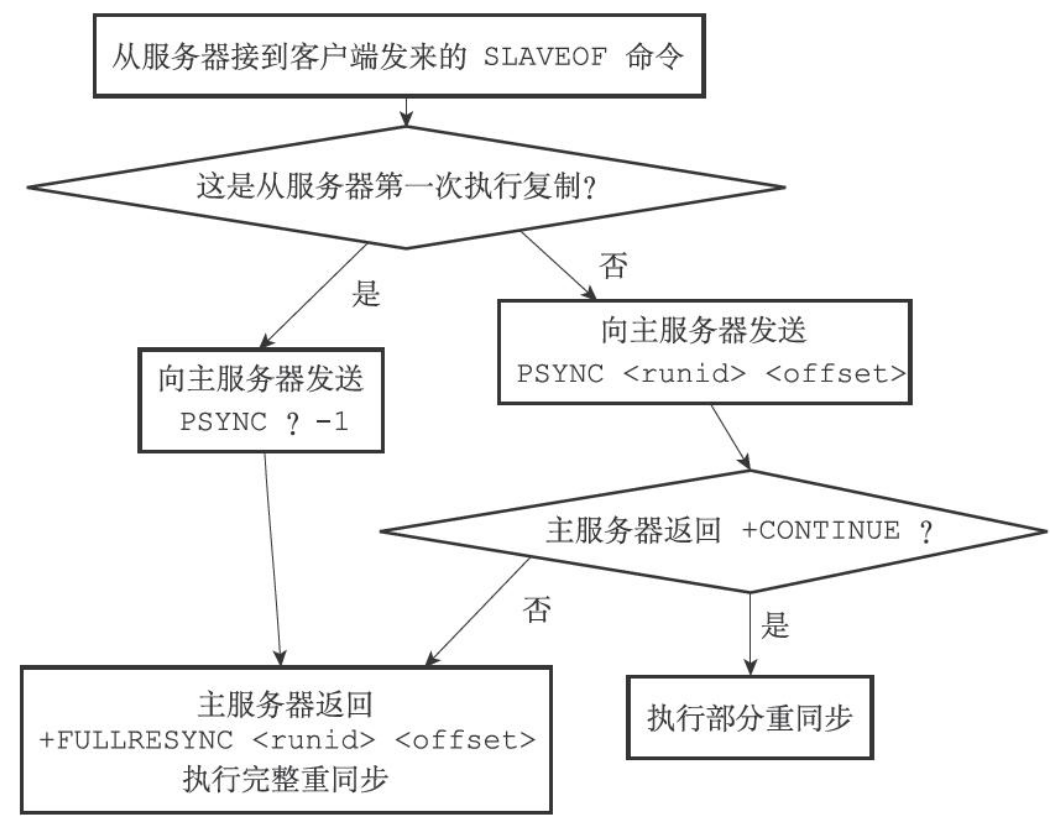 从服务器接到客户端发来的 SLAVEOF 命令
这是从服务器第一次执行复制?
是
否
向主服务器发送
PSYNC ? -1
向主服务器发送
PSYNC <runid> <offset>
主服务器返回 +CONTINUE ?
否
是
主服务器返回
+FULLRESYNC <runid> <offset>
执行完整重同步
执行部分重同步